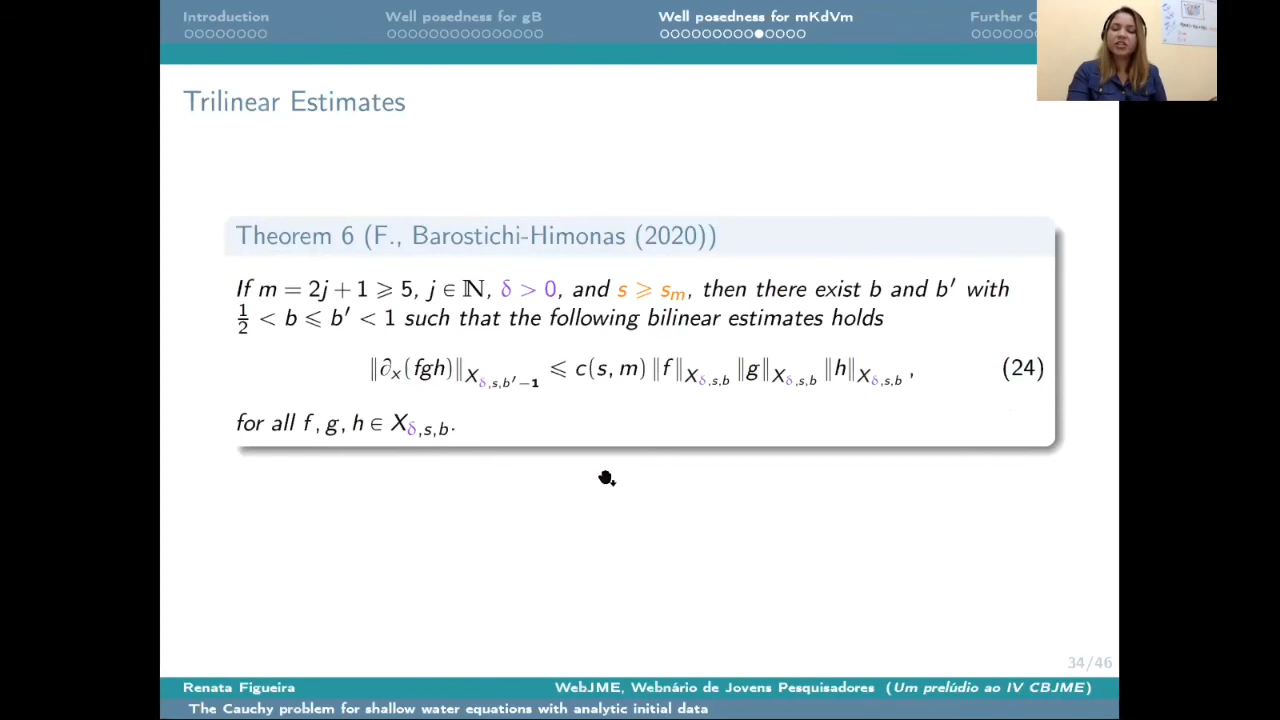 Introduction Well posedness for gB Well posedness for mKdVm Further
Trilinear Estimates
Theorem 6 (F., Barostichi-Himonas (2020))
If m = 2j + 1 ⩾ 5, j ∈ ℕ, δ > 0, and s ⩾ sₘ, then there exist b and b′ with
1/2 < b ⩽ b′ < 1 such that the following bilinear estimates holds
‖∂ₓ(fgh)‖_{X_{δ,s,b′−1}} ⩽ c(s, m) ‖f‖_{X_{δ,s,b}} ‖g‖_{X_{δ,s,b}} ‖h‖_{X_{δ,s,b}} , (24)
for all f, g, h ∈ X_{δ,s,b}.
34/46
Renata Figueira WebJME, Webnário de Jovens Pesquisadores (Um prelúdio ao IV CBJME)
The Cauchy problem for shallow water equations with analytic initial data